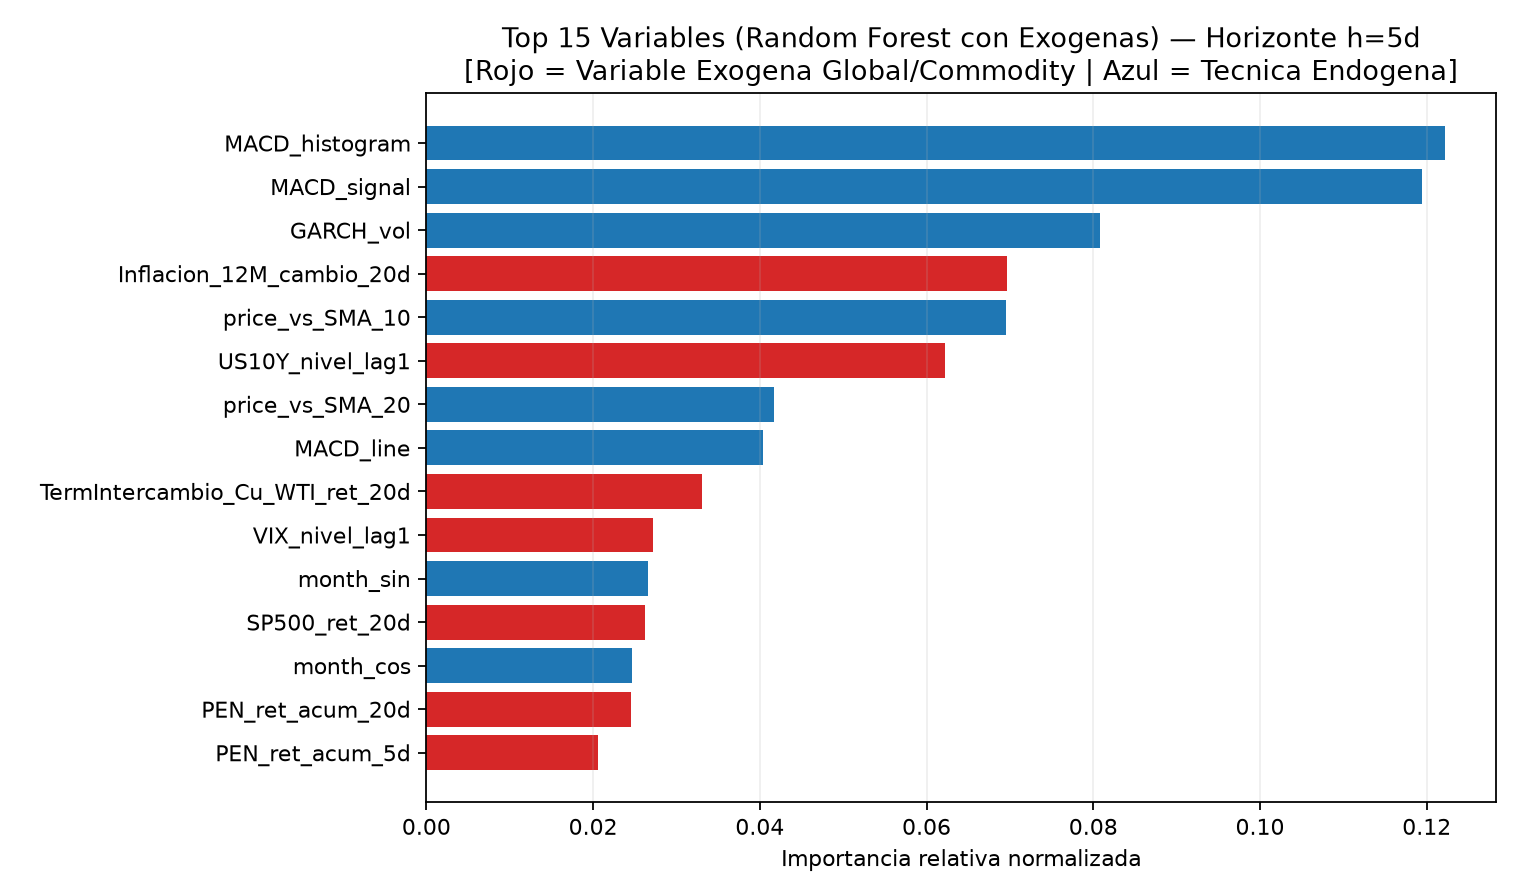 Top 15 Variables (Random Forest con Exogenas) — Horizonte h=5d
[Rojo = Variable Exogena Global/Commodity | Azul = Tecnica Endogena]
MACD_histogram
MACD_signal
GARCH_vol
Inflacion_12M_cambio_20d
price_vs_SMA_10
US10Y_nivel_lag1
price_vs_SMA_20
MACD_line
TermIntercambio_Cu_WTI_ret_20d
VIX_nivel_lag1
month_sin
SP500_ret_20d
month_cos
PEN_ret_acum_20d
PEN_ret_acum_5d
0.00 0.02 0.04 0.06 0.08 0.10 0.12
Importancia relativa normalizada